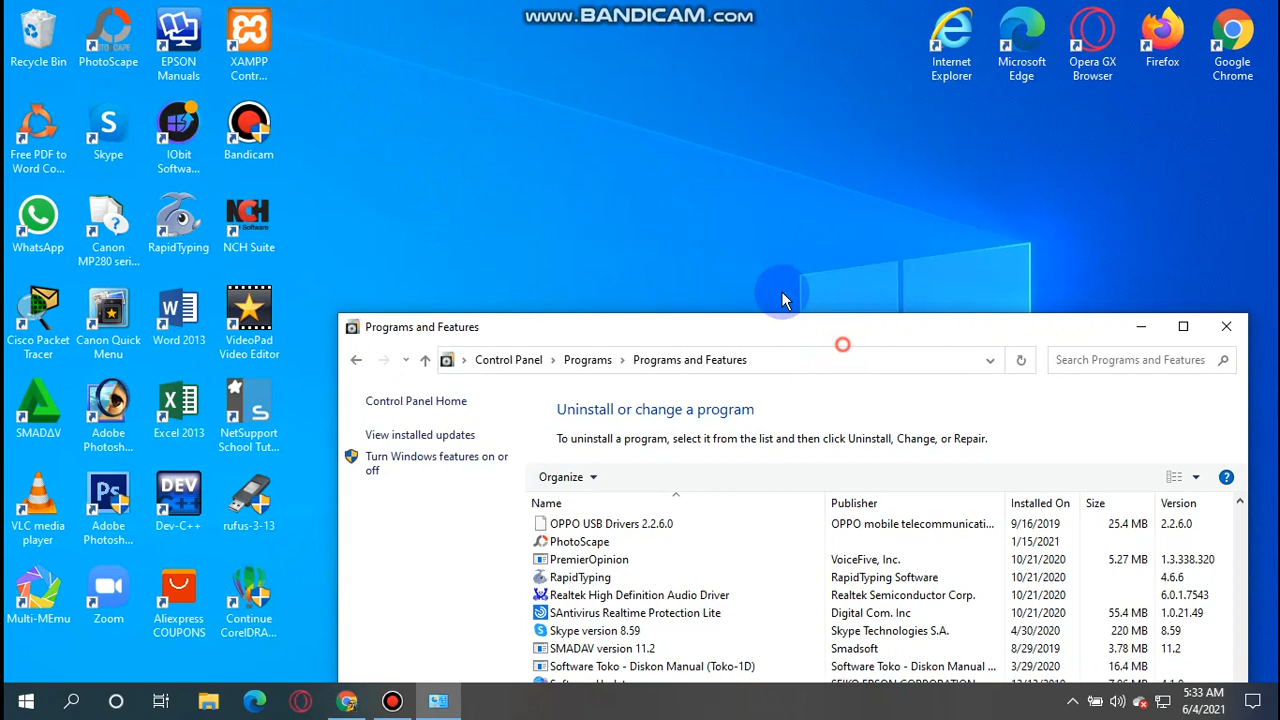 www.BANDICAM.com
Recycle Bin
PhotoScape
EPSON
Manuals
XAMPP
Contr...
Internet
Explorer
Microsoft
Edge
Opera GX
Browser
Firefox
Google
Chrome
Free PDF to
Word Co...
Skype
IObit
Softwa...
Bandicam
WhatsApp
Canon
MP280 seri...
RapidTyping
NCH Suite
Cisco Packet
Tracer
Canon Quick
Menu
Word 2013
VideoPad
Video Editor
SMADΔV
Adobe
Photosh...
Excel 2013
NetSupport
School Tut...
VLC media
player
Adobe
Photosh...
Dev-C++
rufus-3-13
Multi-MEmu
Zoom
Aliexpress
COUPONS
Continue
CorelDRA...
Programs and Features
Control Panel > Programs > Programs and Features
Search Programs and Features
Control Panel Home
View installed updates
Turn Windows features on or
off
Uninstall or change a program
To uninstall a program, select it from the list and then click Uninstall, Change, or Repair.
Organize
Name Publisher Installed On Size Version
OPPO USB Drivers 2.2.6.0 OPPO mobile telecommunicati... 9/16/2019 25.4 MB 2.2.6.0
PhotoScape 1/15/2021
PremierOpinion VoiceFive, Inc. 10/21/2020 5.27 MB 1.3.338.320
RapidTyping RapidTyping Software 10/21/2020 4.6.6
Realtek High Definition Audio Driver Realtek Semiconductor Corp. 10/21/2020 6.0.1.7543
SAntivirus Realtime Protection Lite Digital Com. Inc 10/21/2020 55.4 MB 1.0.21.49
Skype version 8.59 Skype Technologies S.A. 4/30/2020 220 MB 8.59
SMADAV version 11.2 Smadsoft 8/29/2019 3.78 MB 11.2
Software Toko - Diskon Manual (Toko-1D) Software Toko - Diskon Manual ... 3/29/2020 16.4 MB
5:33 AM
6/4/2021